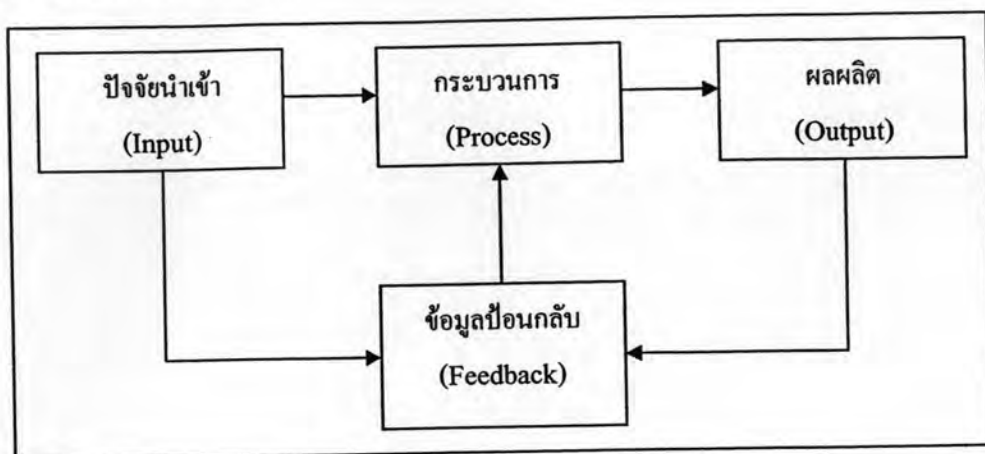 ปัจจัยนำเข้า
(Input)
กระบวนการ
(Process)
ผลผลิต
(Output)
ข้อมูลป้อนกลับ
(Feedback)